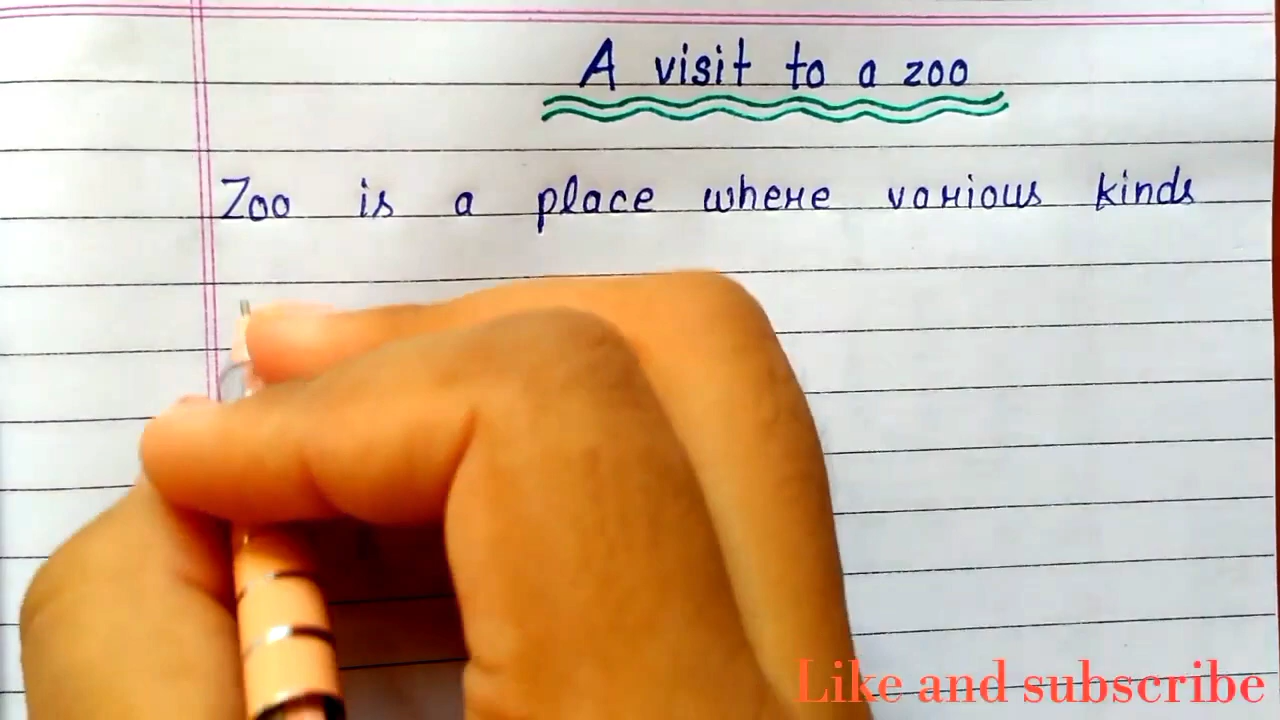 A visit to a zoo
Zoo is a place where various kinds
Like and subscribe